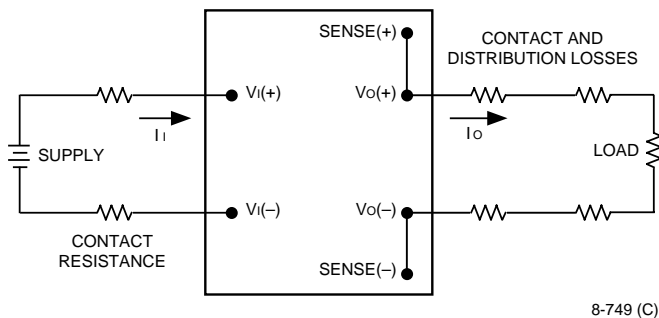 SENSE(+)
CONTACT AND
DISTRIBUTION LOSSES
VI(+)
VO(+)
II
IO
SUPPLY
LOAD
VI(–)
VO(–)
CONTACT
RESISTANCE
SENSE(–)
8-749 (C)